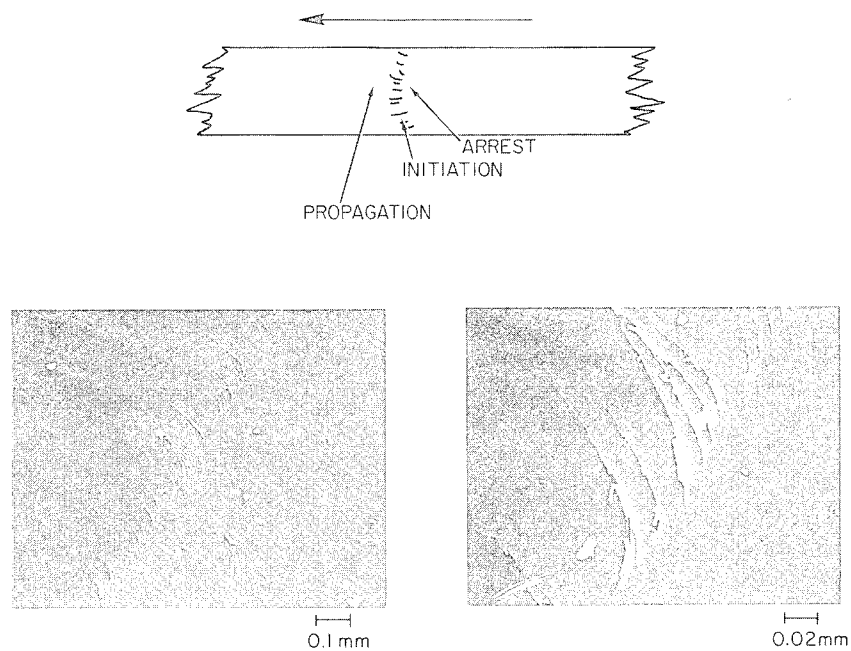 ARREST
INITIATION
PROPAGATION
0.1 mm
0.02mm